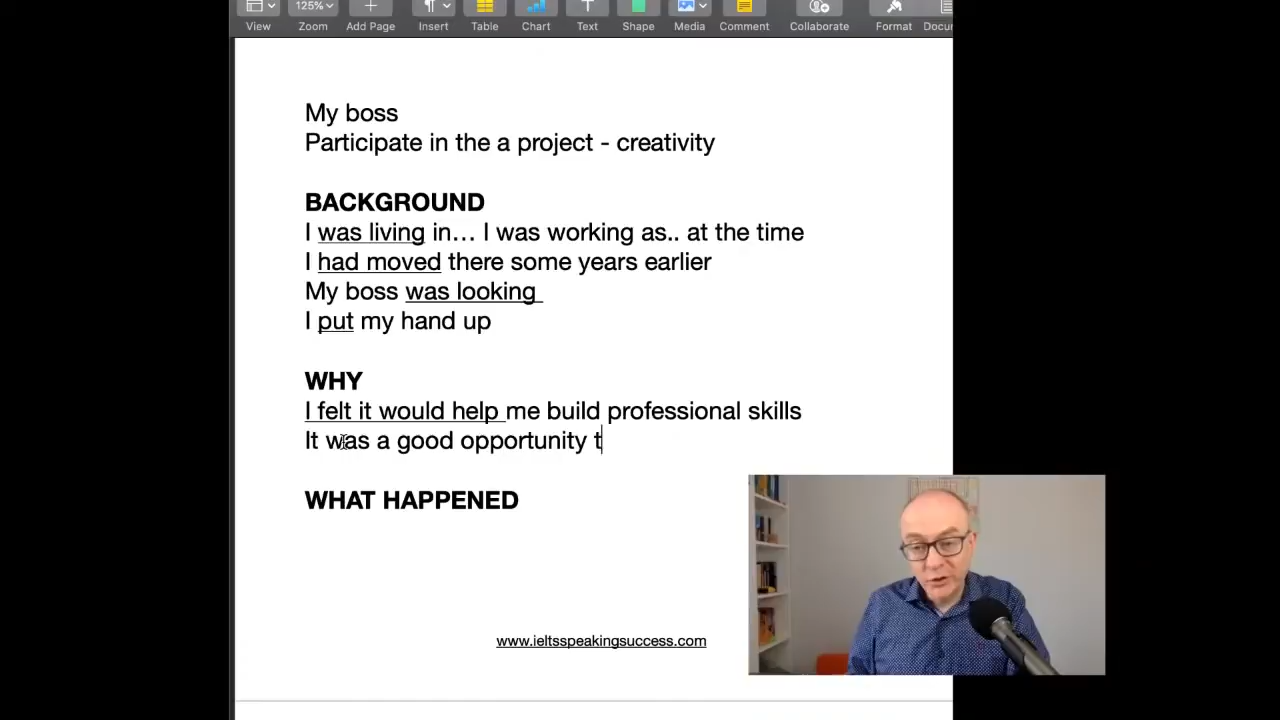 125%
View
Zoom
Add Page
Insert
Table
Chart
Text
Shape
Media
Comment
Collaborate
Format
My boss
Participate in the a project - creativity
BACKGROUND
I was living in… I was working as.. at the time
I had moved there some years earlier
My boss was looking
I put my hand up
WHY
I felt it would help me build professional skills
It was a good opportunity t
WHAT HAPPENED
www.ieltsspeakingsuccess.com